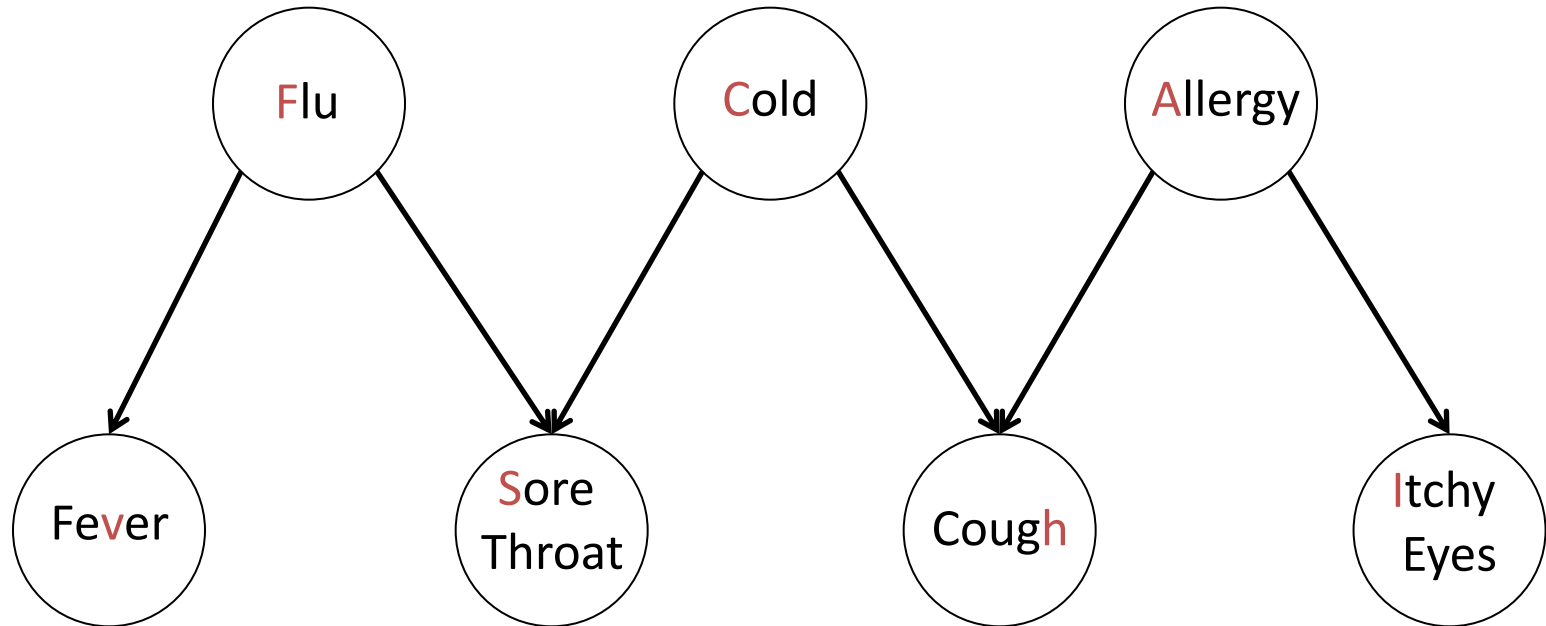 Flu
Cold
Allergy
Fever
Sore
Throat
Cough
Itchy
Eyes